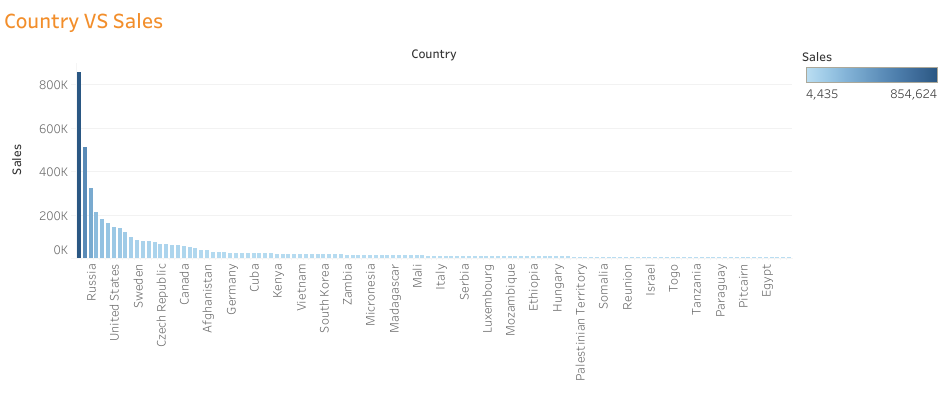 Country VS Sales
Country
Sales
800K
600K
400K
200K
0K
Sales
4,435 854,624
Russia
United States
Sweden
Czech Republic
Canada
Afghanistan
Germany
Cuba
Kenya
Vietnam
South Korea
Zambia
Micronesia
Madagascar
Mali
Italy
Serbia
Luxembourg
Mozambique
Ethiopia
Hungary
Palestinian Territory
Somalia
Reunion
Israel
Togo
Tanzania
Paraguay
Pitcairn
Egypt